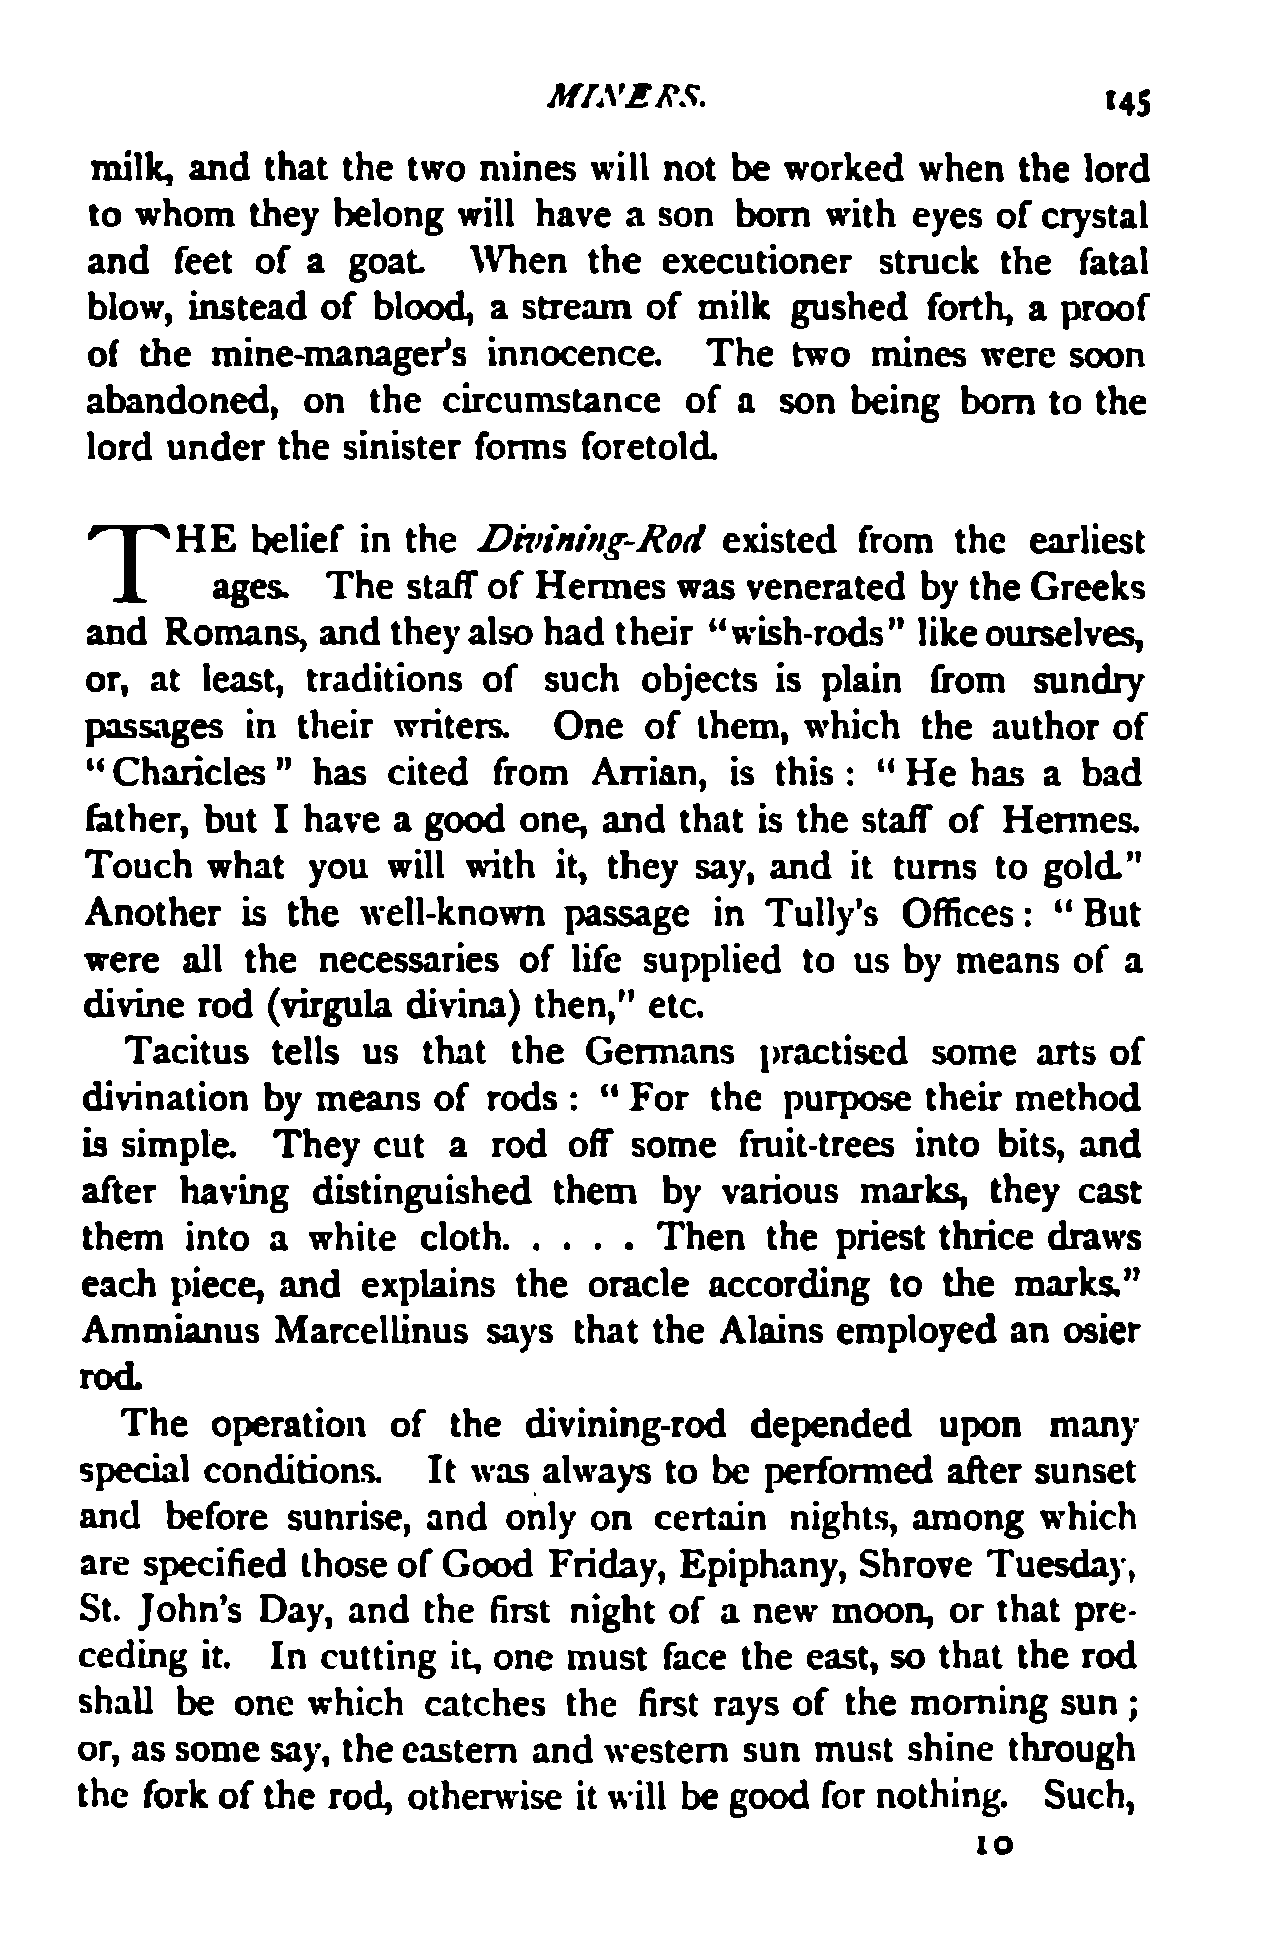 MINERS. 145
milk, and that the two mines will not be worked when the lord
to whom they belong will have a son born with eyes of crystal
and feet of a goat. When the executioner struck the fatal
blow, instead of blood, a stream of milk gushed forth, a proof
of the mine-manager's innocence. The two mines were soon
abandoned, on the circumstance of a son being born to the
lord under the sinister forms foretold.
THE belief in the Divining-Rod existed from the earliest
ages. The staff of Hermes was venerated by the Greeks
and Romans, and they also had their "wish-rods" like ourselves,
or, at least, traditions of such objects is plain from sundry
passages in their writers. One of them, which the author of
"Charicles" has cited from Arrian, is this : "He has a bad
father, but I have a good one, and that is the staff of Hermes.
Touch what you will with it, they say, and it turns to gold."
Another is the well-known passage in Tully's Offices : "But
were all the necessaries of life supplied to us by means of a
divine rod (virgula divina) then," etc.
Tacitus tells us that the Germans practised some arts of
divination by means of rods : "For the purpose their method
is simple. They cut a rod off some fruit-trees into bits, and
after having distinguished them by various marks, they cast
them into a white cloth. . . . . Then the priest thrice draws
each piece, and explains the oracle according to the marks."
Ammianus Marcellinus says that the Alains employed an osier
rod.
The operation of the divining-rod depended upon many
special conditions. It was always to be performed after sunset
and before sunrise, and only on certain nights, among which
are specified those of Good Friday, Epiphany, Shrove Tuesday,
St. John's Day, and the first night of a new moon, or that pre-
ceding it. In cutting it, one must face the east, so that the rod
shall be one which catches the first rays of the morning sun ;
or, as some say, the eastern and western sun must shine through
the fork of the rod, otherwise it will be good for nothing. Such,
10